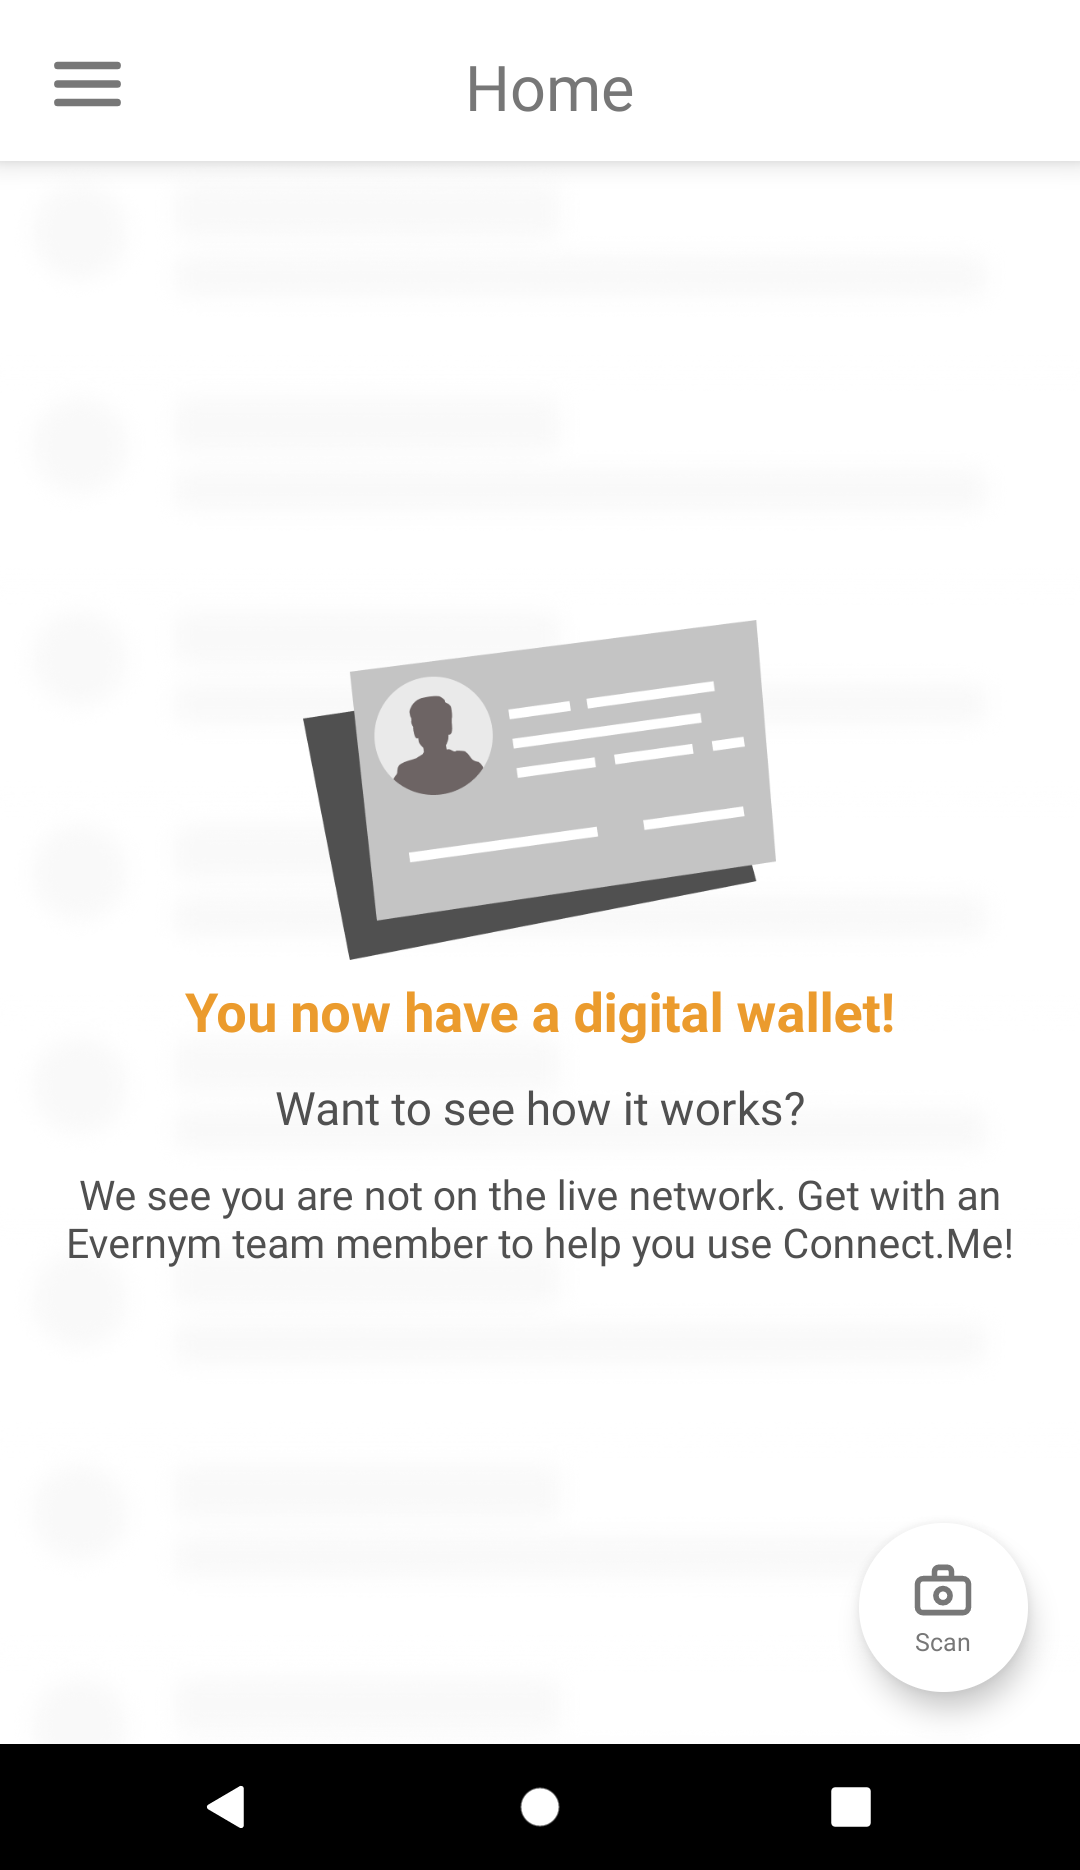 Home
You now have a digital wallet!
Want to see how it works?
We see you are not on the live network. Get with an
Evernym team member to help you use Connect.Me!
Scan